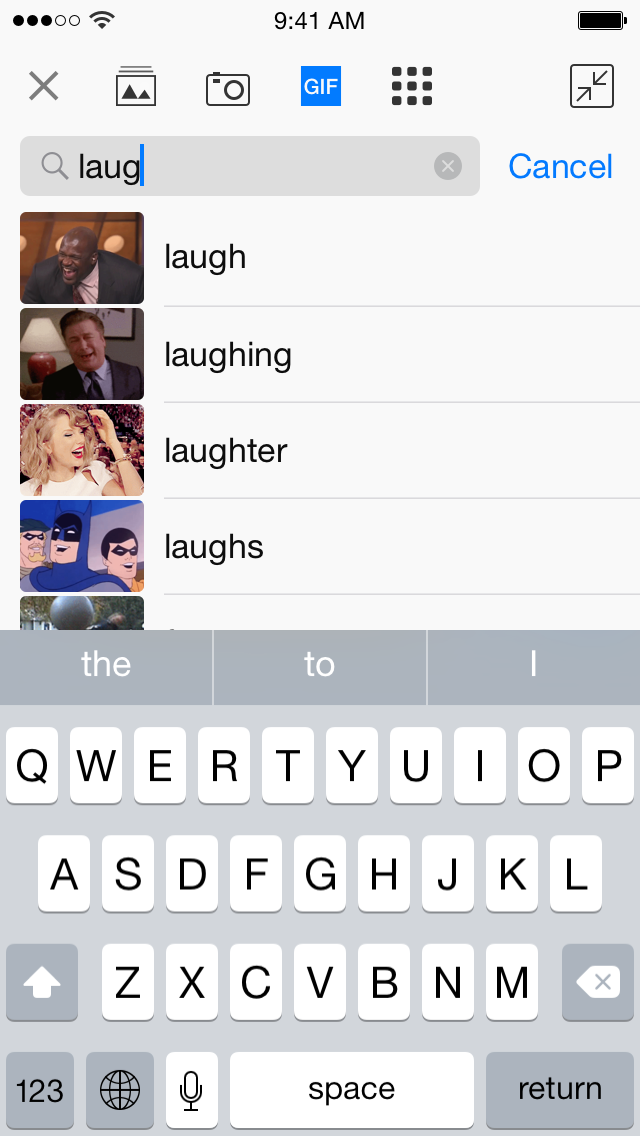 9:41 AM
GIF
laug Cancel
laugh
laughing
laughter
laughs
the to I
Q W E R T Y U I O P
A S D F G H J K L
Z X C V B N M
123 space return